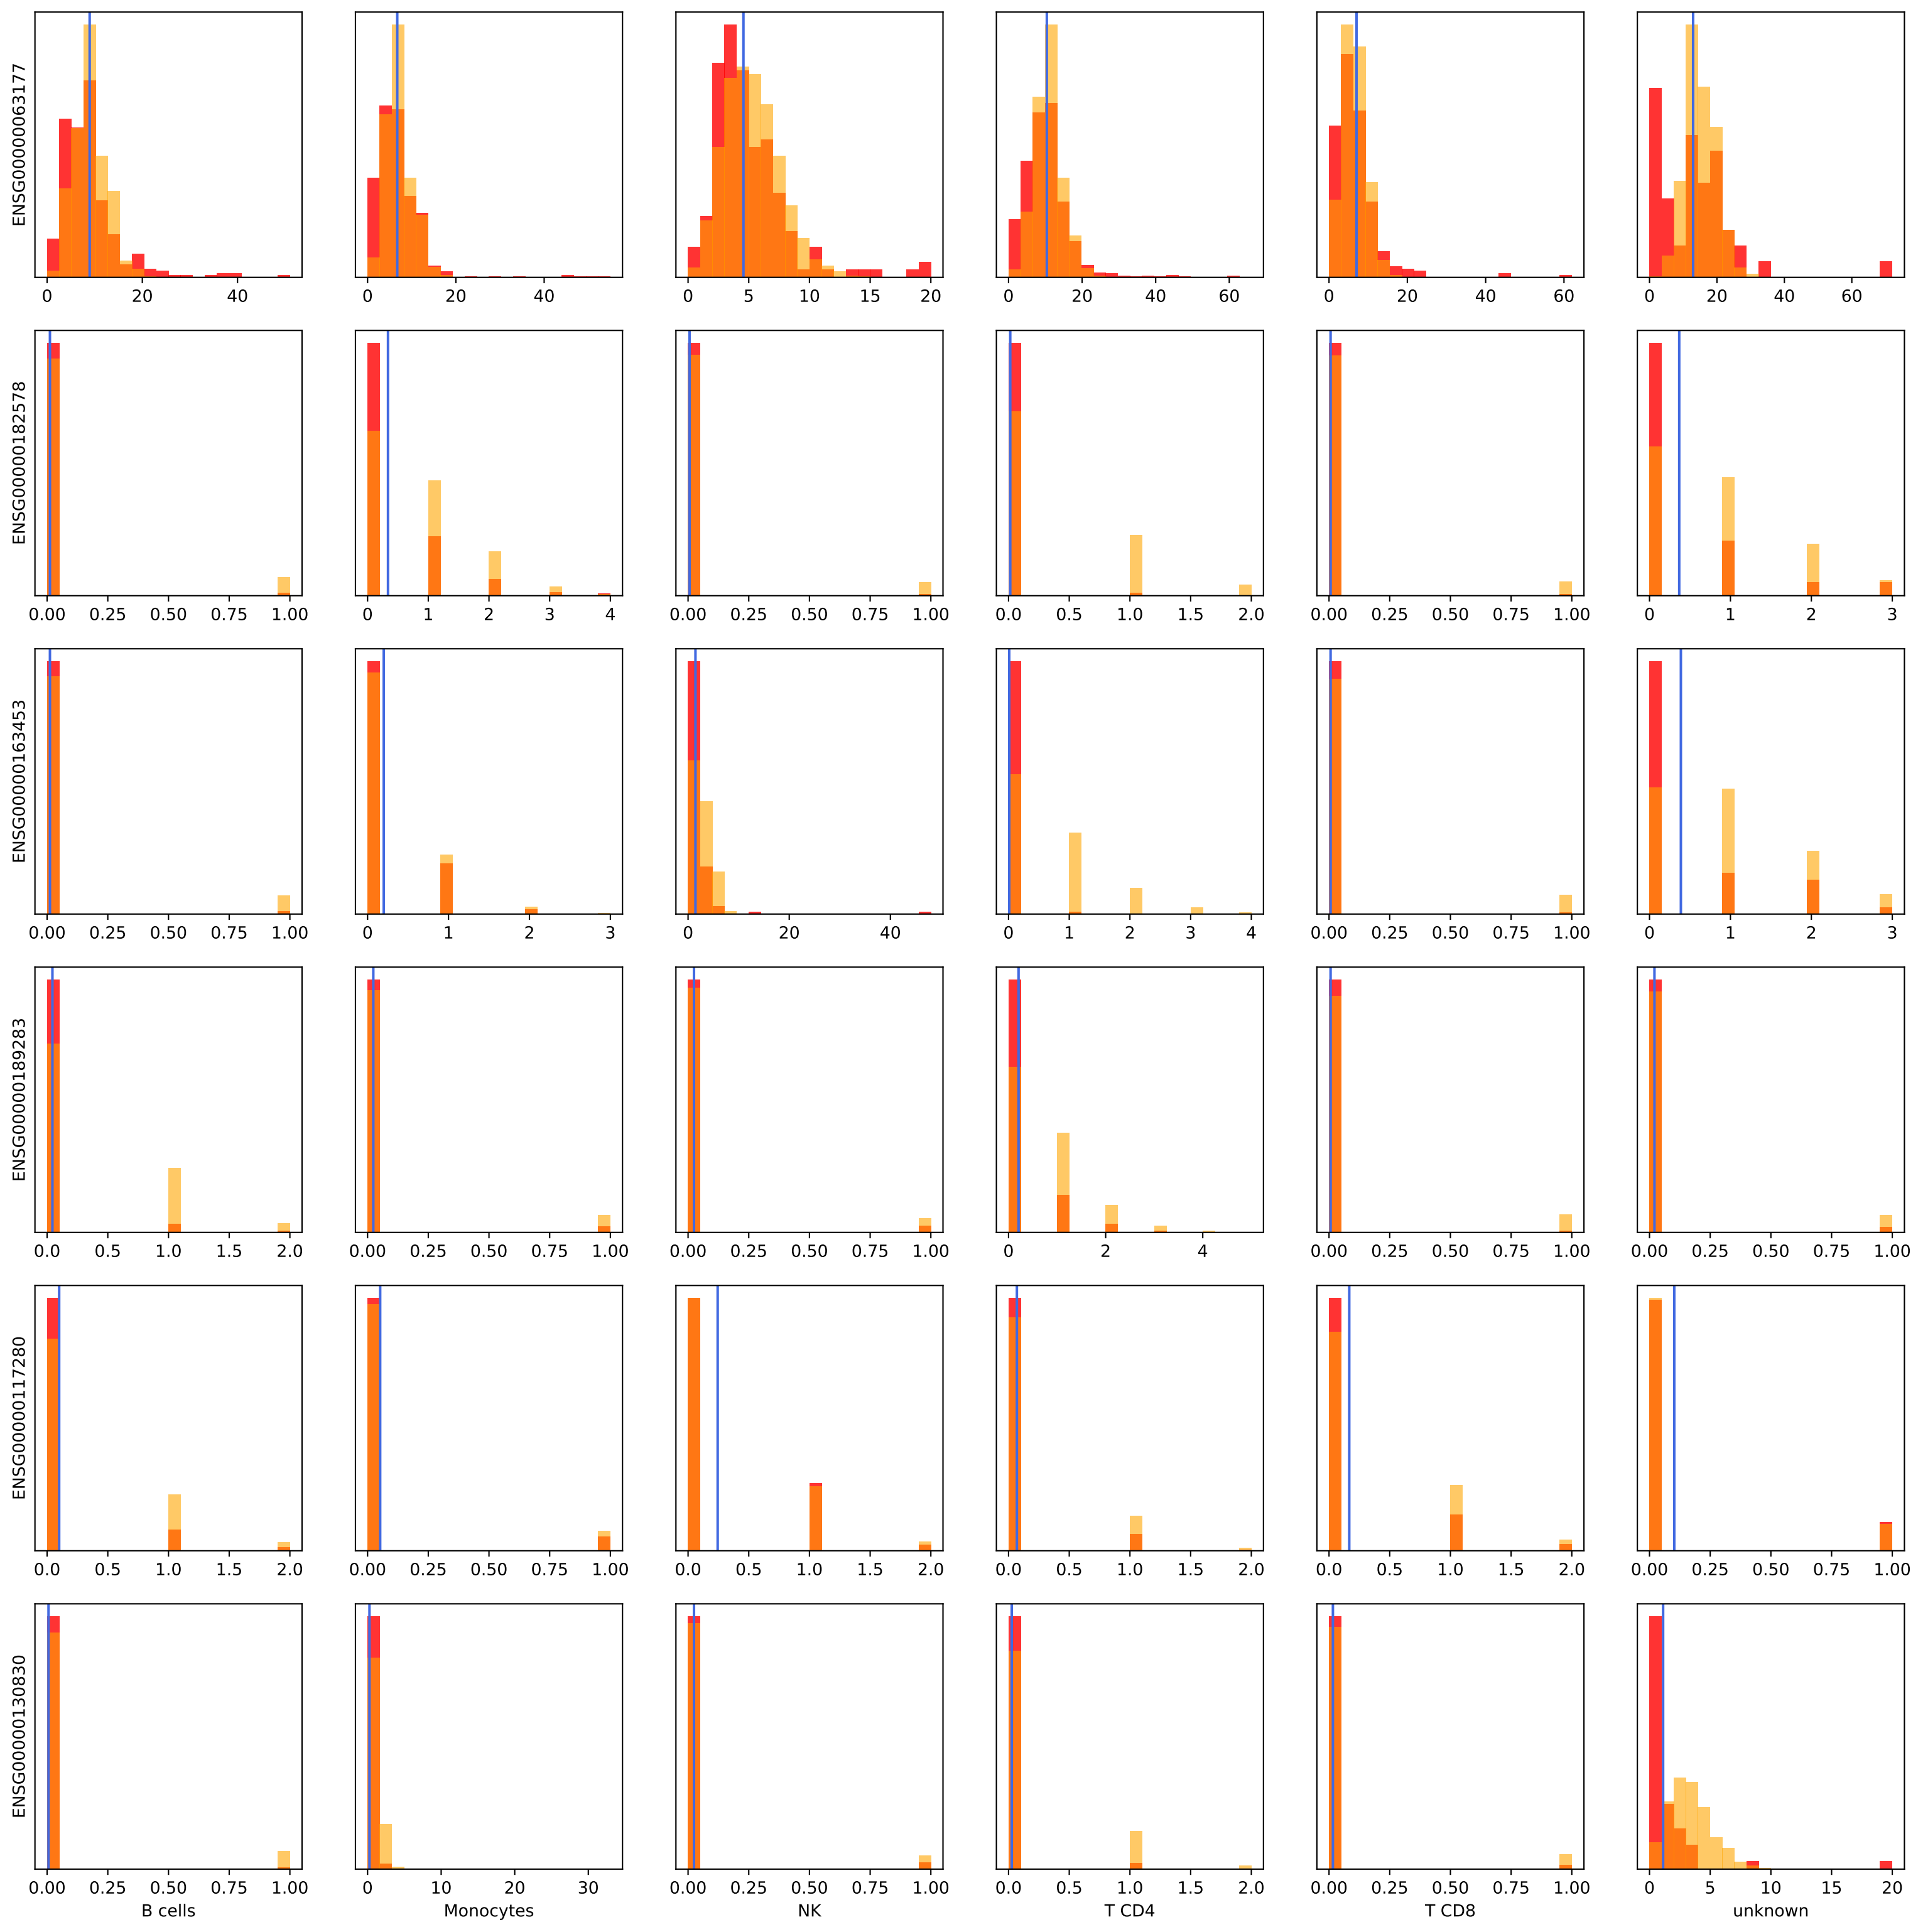 ENSG00000063177
0 20 40
0 20 40
0 5 10 15 20
0 20 40 60
0 20 40 60
0 20 40 60
ENSG00000182578
0.00 0.25 0.50 0.75 1.00
0 1 2 3 4
0.00 0.25 0.50 0.75 1.00
0.0 0.5 1.0 1.5 2.0
0.00 0.25 0.50 0.75 1.00
0 1 2 3
ENSG00000163453
0.00 0.25 0.50 0.75 1.00
0 1 2 3
0 20 40
0 1 2 3 4
0.00 0.25 0.50 0.75 1.00
0 1 2 3
ENSG00000189283
0.0 0.5 1.0 1.5 2.0
0.00 0.25 0.50 0.75 1.00
0.00 0.25 0.50 0.75 1.00
0 2 4
0.00 0.25 0.50 0.75 1.00
0.00 0.25 0.50 0.75 1.00
ENSG00000117280
0.0 0.5 1.0 1.5 2.0
0.00 0.25 0.50 0.75 1.00
0.0 0.5 1.0 1.5 2.0
0.0 0.5 1.0 1.5 2.0
0.0 0.5 1.0 1.5 2.0
0.00 0.25 0.50 0.75 1.00
ENSG00000130830
0.00 0.25 0.50 0.75 1.00
0 10 20 30
0.00 0.25 0.50 0.75 1.00
0.0 0.5 1.0 1.5 2.0
0.00 0.25 0.50 0.75 1.00
0 5 10 15 20
B cells
Monocytes
NK
T CD4
T CD8
unknown